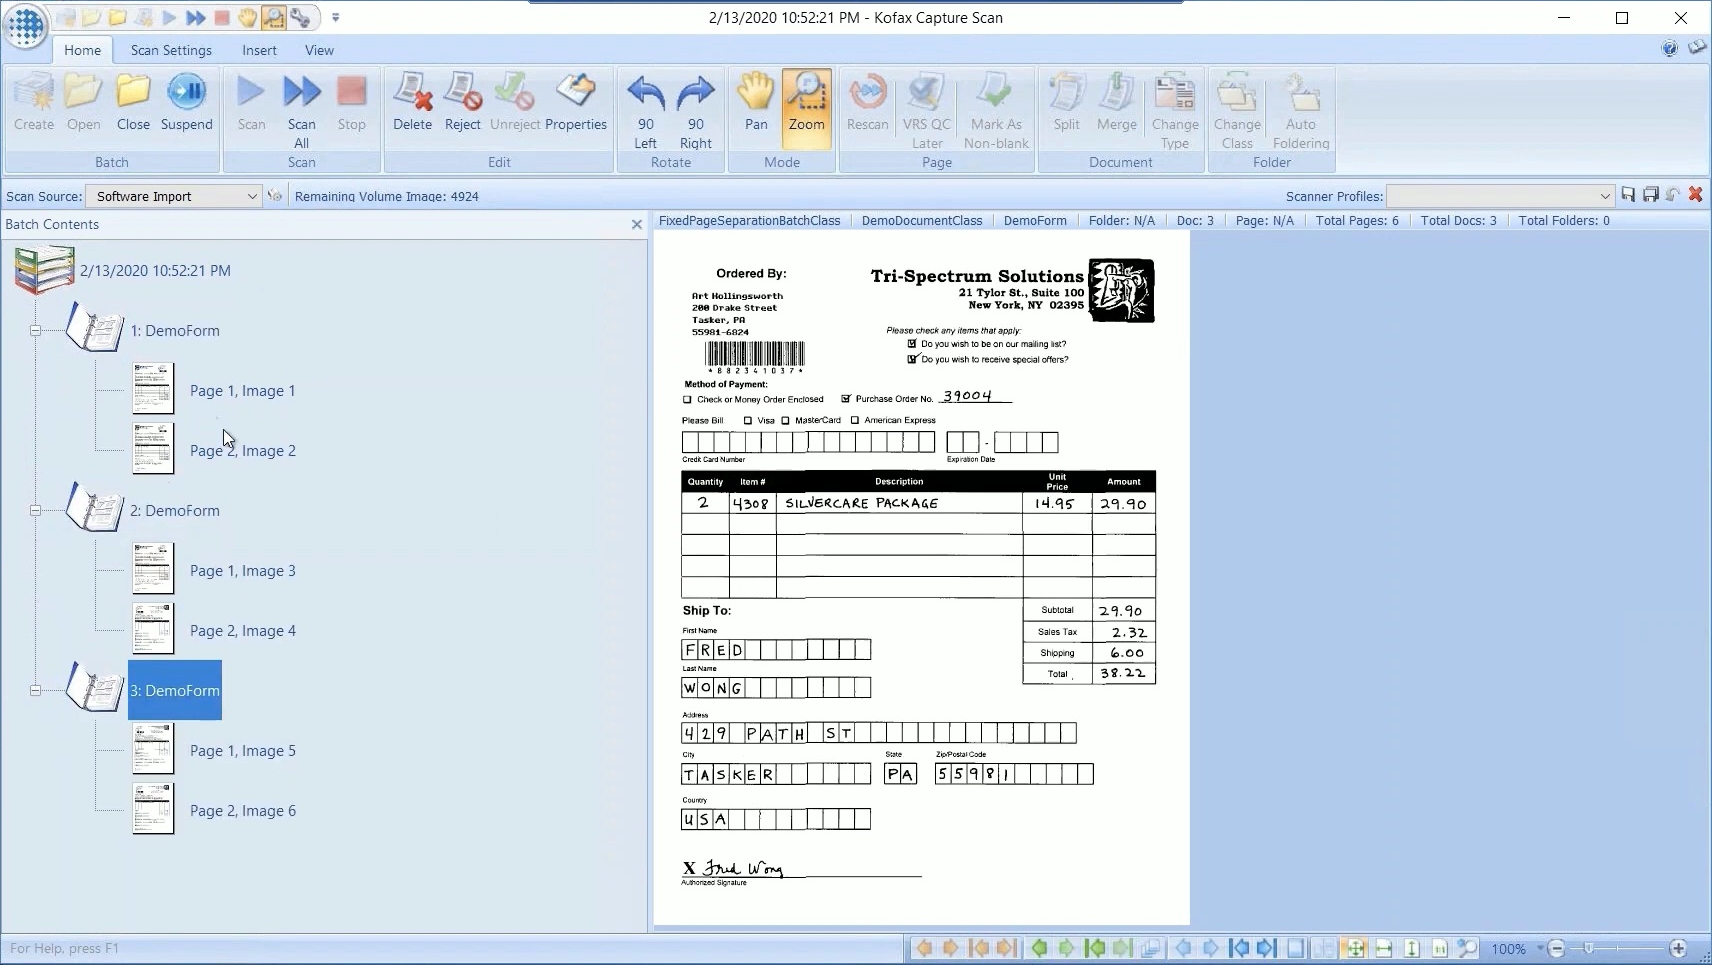 2/13/2020 10:52:21 PM - Kofax Capture Scan
Home Scan Settings Insert View
Create Open Close Suspend Scan Scan All Stop Delete Reject Unreject Properties 90 Left 90 Right Pan Zoom Rescan VRS QC Later Mark As Non-blank Split Merge Change Type Change Class Auto Foldering
Batch Scan Edit Rotate Mode Page Document Folder
Scan Source: Software Import Remaining Volume Image: 4924 Scanner Profiles:
Batch Contents
FixedPageSeparationBatchClass DemoDocumentClass DemoForm Folder: N/A Doc: 3 Page: N/A Total Pages: 6 Total Docs: 3 Total Folders: 0
2/13/2020 10:52:21 PM
1: DemoForm
Page 1, Image 1
Page 2, Image 2
2: DemoForm
Page 1, Image 3
Page 2, Image 4
3: DemoForm
Page 1, Image 5
Page 2, Image 6
Ordered By:
Art Hollingsworth
200 Drake Street
Tasker, PA
55981-6824
*882341037*
Tri-Spectrum Solutions
21 Tylor St., Suite 100
New York, NY 02395
Please check any items that apply:
Do you wish to be on our mailing list?
Do you wish to receive special offers?
Method of Payment:
Check or Money Order Enclosed Purchase Order No. 39004
Please Bill Visa MasterCard American Express
-
Credit Card Number Expiration Date
Quantity Item # Description Unit Price Amount
2 4308 SILVERCARE PACKAGE 14.95 29.90
Ship To:
Subtotal 29.90
Sales Tax 2.32
Shipping 6.00
Total 38.22
First Name
FRED
Last Name
WONG
Address
429 PATH ST
City State Zip/Postal Code
TASKER PA 55981
Country
USA
X Fred Wong
Authorized Signature
For Help, press F1
100%